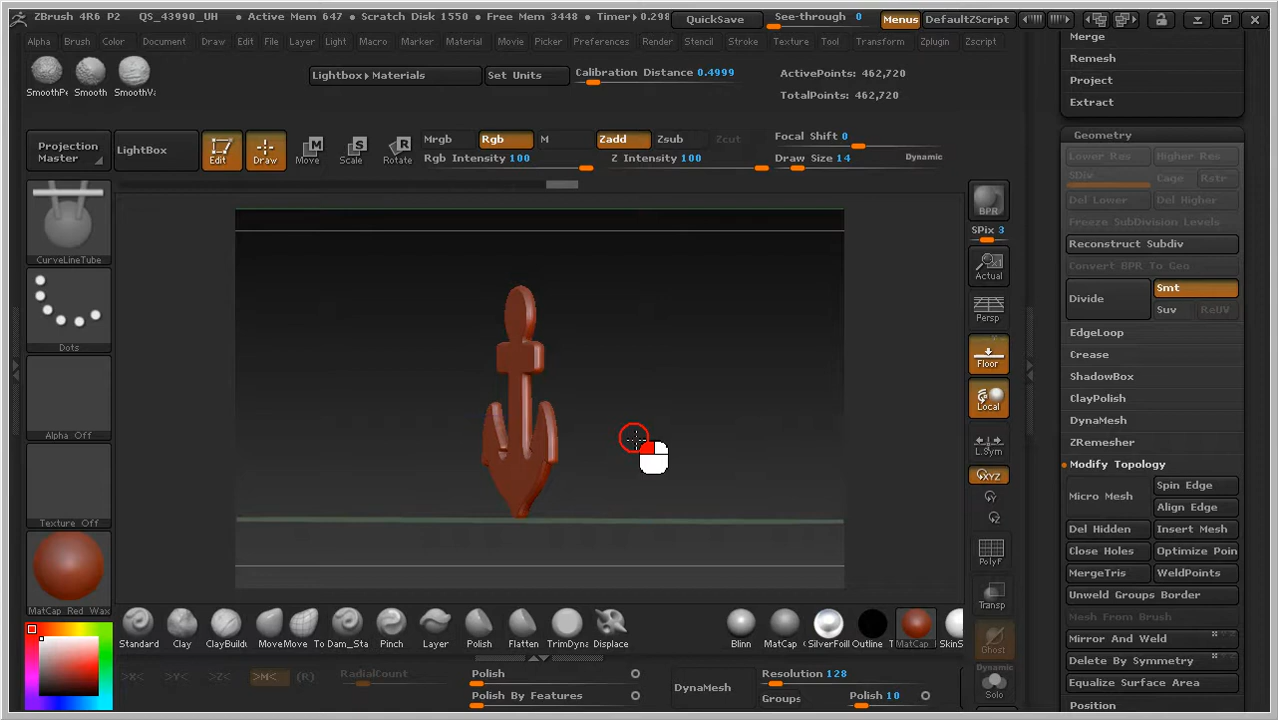 ZBrush 4R6 P2 QS_43990_UH • Active Mem 647 • Scratch Disk 1550 • Free Mem 3448 • Timer▸0.298 QuickSave See-through 0 Menus DefaultZScript
Alpha Brush Color Document Draw Edit File Layer Light Macro Marker Material Movie Picker Preferences Render Stencil Stroke Texture Tool Transform Zplugin Zscript
SmoothPe Smooth SmoothVa
Lightbox▸Materials Set Units Calibration Distance 0.4999 ActivePoints: 462,720
TotalPoints: 462,720
Projection Master LightBox Edit Draw Move Scale Rotate
Mrgb Rgb M Zadd Zsub Zcut Focal Shift 0
Rgb Intensity 100 Z Intensity 100 Draw Size 14 Dynamic
CurveLineTube
Dots
Alpha Off
Texture Off
MatCap Red Wax
BPR
SPix 3
Actual
Persp
Floor
Local
L.Sym
XYZ
PolyF
Transp
Ghost
Dynamic
Solo
Merge
Remesh
Project
Extract
Geometry
Lower Res Higher Res
SDiv Cage Rstr
Del Lower Del Higher
Freeze SubDivision Levels
Reconstruct Subdiv
Convert BPR To Geo
Divide Smt
Suv ReUV
EdgeLoop
Crease
ShadowBox
ClayPolish
DynaMesh
ZRemesher
Modify Topology
Micro Mesh Spin Edge
Align Edge
Del Hidden Insert Mesh
Close Holes Optimize Poin
MergeTris WeldPoints
Unweld Groups Border
Mesh From Brush
Mirror And Weld
Delete By Symmetry
Equalize Surface Area
Position
Standard Clay ClayBuildu Move Move To Dam_St Pinch Layer Polish Flatten TrimDyna Displace Blinn MatCap SilverFoil Outline MatCap_ SkinS
>X< >Y< >Z< >M< (R) RadialCount
Polish
Polish By Features
DynaMesh
Resolution 128
Groups Polish 10